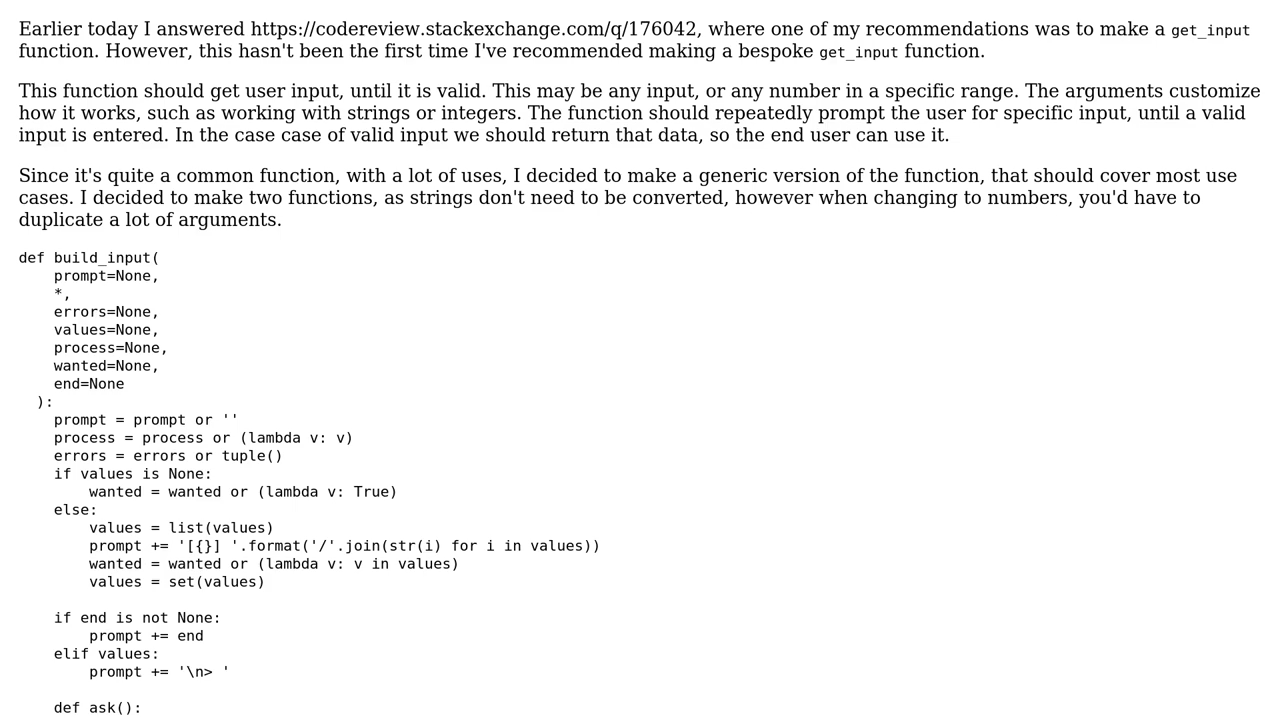 Earlier today I answered https://codereview.stackexchange.com/q/176042, where one of my recommendations was to make a get_input
function. However, this hasn't been the first time I've recommended making a bespoke get_input function.
This function should get user input, until it is valid. This may be any input, or any number in a specific range. The arguments customize
how it works, such as working with strings or integers. The function should repeatedly prompt the user for specific input, until a valid
input is entered. In the case case of valid input we should return that data, so the end user can use it.
Since it's quite a common function, with a lot of uses, I decided to make a generic version of the function, that should cover most use
cases. I decided to make two functions, as strings don't need to be converted, however when changing to numbers, you'd have to
duplicate a lot of arguments.
def build_input(
    prompt=None,
    *,
    errors=None,
    values=None,
    process=None,
    wanted=None,
    end=None
  ):
    prompt = prompt or ''
    process = process or (lambda v: v)
    errors = errors or tuple()
    if values is None:
        wanted = wanted or (lambda v: True)
    else:
        values = list(values)
        prompt += '[{}] '.format('/'.join(str(i) for i in values))
        wanted = wanted or (lambda v: v in values)
        values = set(values)
    if end is not None:
        prompt += end
    elif values:
        prompt += '\n> '
    def ask():